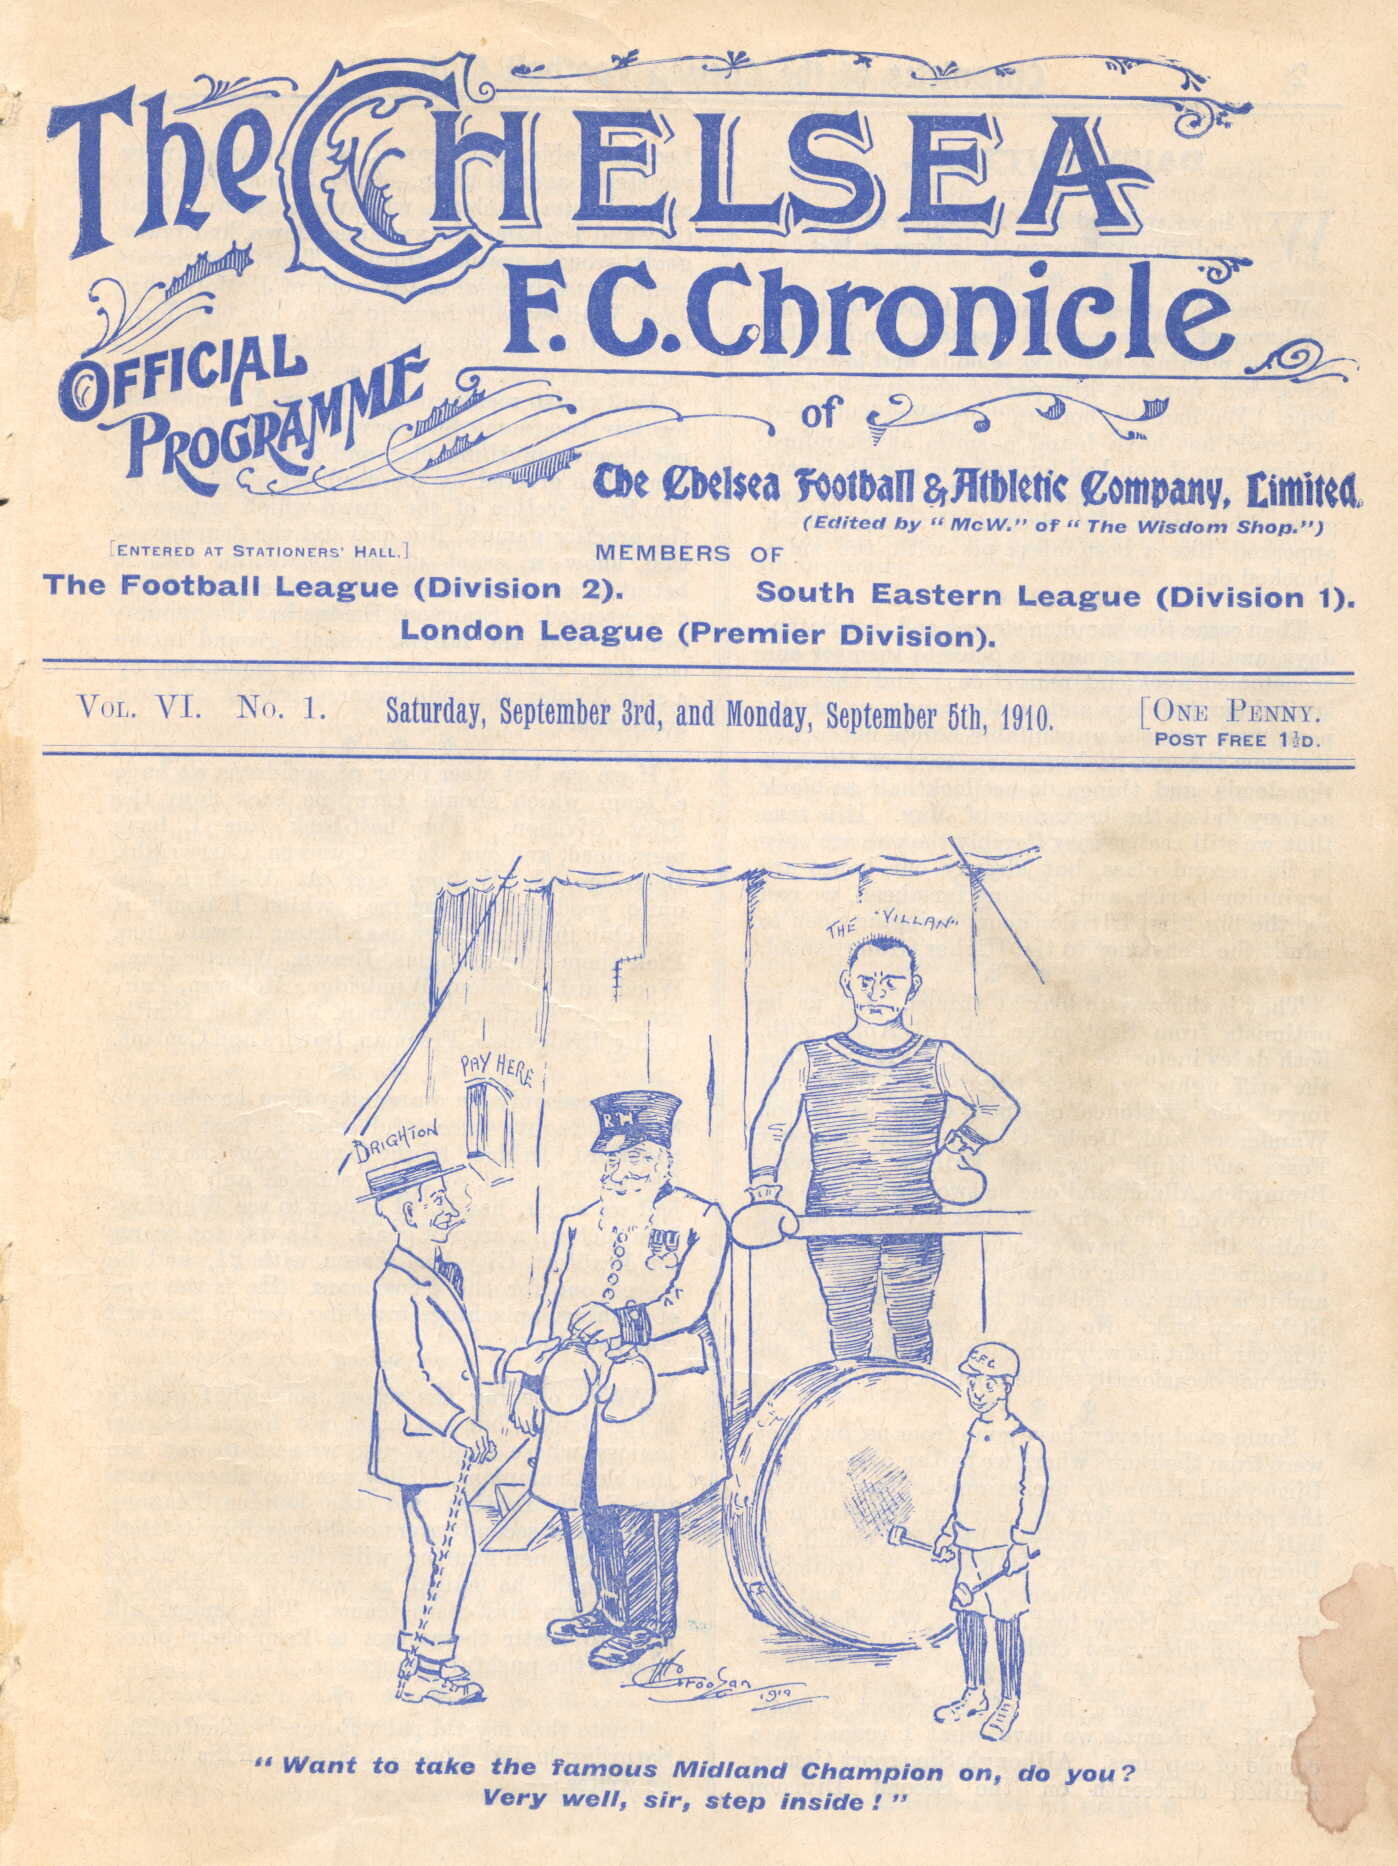 The CHELSEA
F.C. Chronicle
OFFICIAL
PROGRAMME
of
The Chelsea Football & Athletic Company, Limited.
(Edited by "McW." of "The Wisdom Shop.")
[ENTERED AT STATIONERS' HALL.]
MEMBERS OF
The Football League (Division 2). South Eastern League (Division 1).
London League (Premier Division).
VOL. VI. No. 1. Saturday, September 3rd, and Monday, September 5th, 1910. [ONE PENNY.
POST FREE 1½D.
THE "VILLAN"
PAY HERE
BRIGHTON
R M
C.F.C.
1910
"Want to take the famous Midland Champion on, do you?
Very well, sir, step inside!"